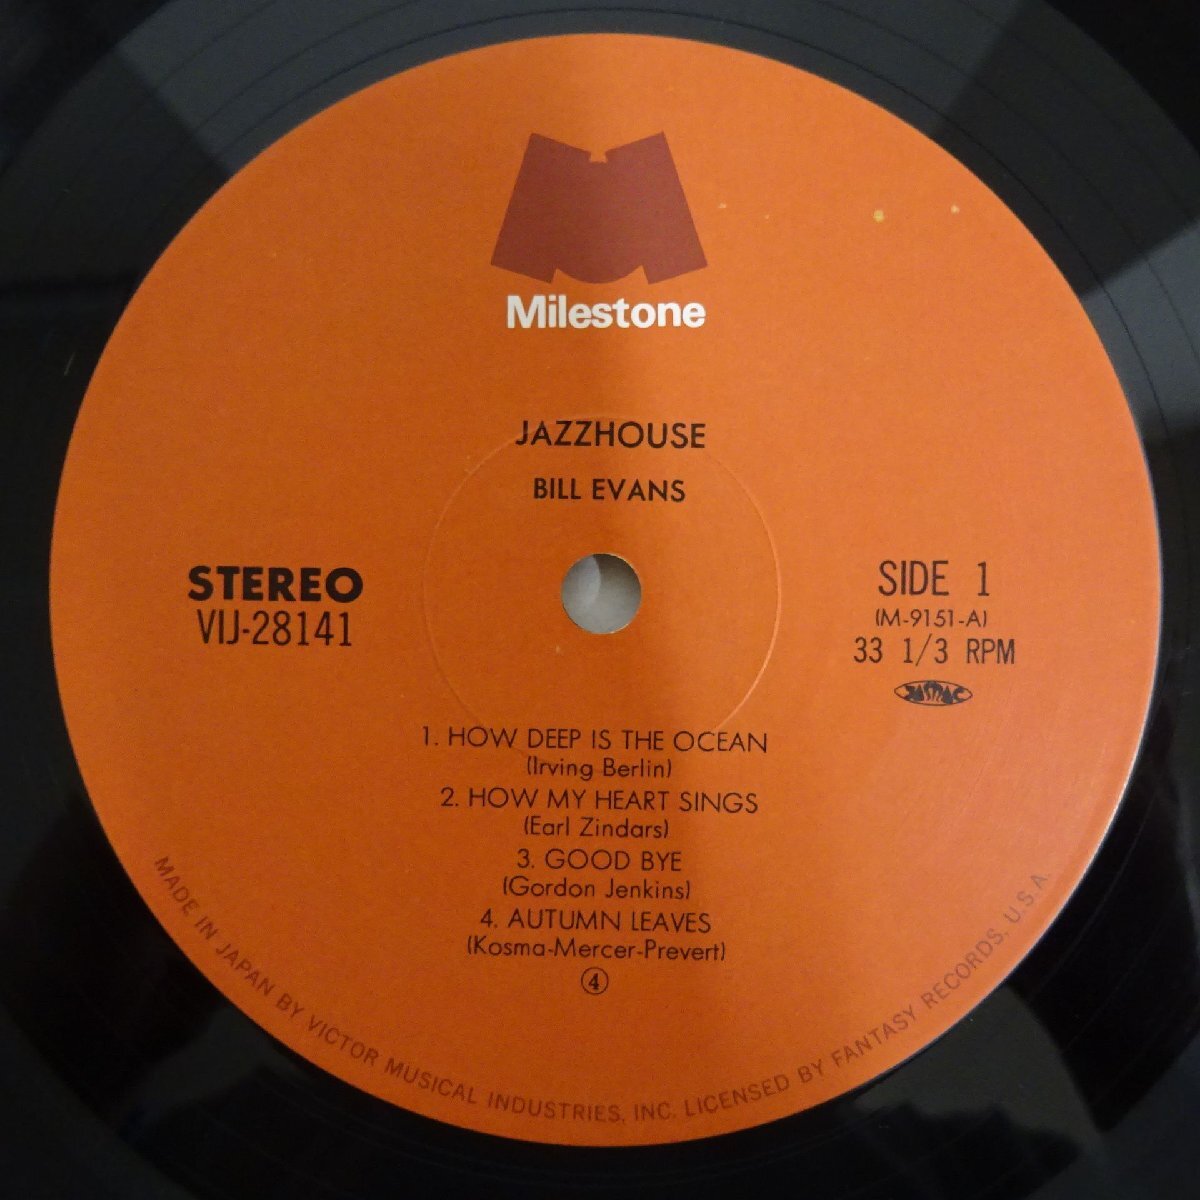 Milestone
JAZZHOUSE
BILL EVANS
STEREO
VIJ-28141
SIDE 1
(M-9151-A)
33 1/3 RPM
JASRAC
1. HOW DEEP IS THE OCEAN
(Irving Berlin)
2. HOW MY HEART SINGS
(Earl Zindars)
3. GOOD BYE
(Gordon Jenkins)
4. AUTUMN LEAVES
(Kosma-Mercer-Prevert)
④
MADE IN JAPAN BY VICTOR MUSICAL INDUSTRIES, INC. LICENSED BY FANTASY RECORDS, U.S.A.